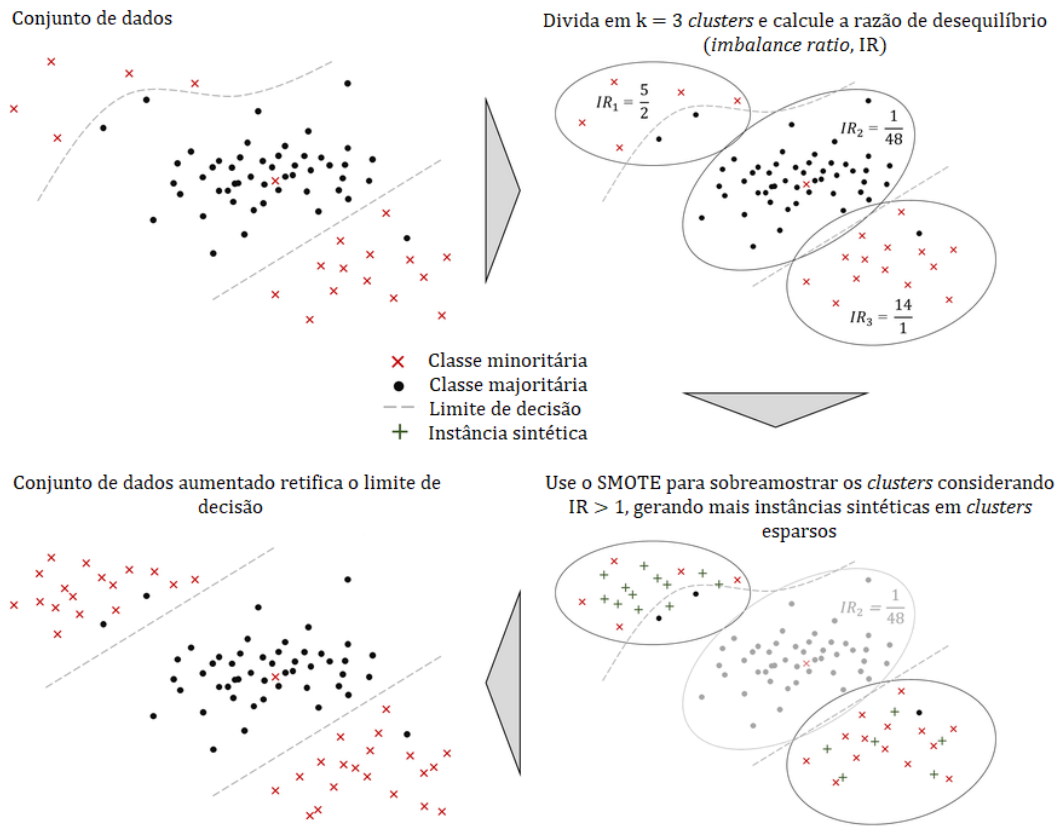 Conjunto de dados
Divida em k = 3 clusters e calcule a razão de desequilíbrio
(imbalance ratio, IR)
IR₁ = 5/2
IR₂ = 1/48
IR₃ = 14/1
Classe minoritária
Classe majoritária
Limite de decisão
Instância sintética
Conjunto de dados aumentado retifica o limite de
decisão
Use o SMOTE para sobreamostrar os clusters considerando
IR > 1, gerando mais instâncias sintéticas em clusters
esparsos
IR₂ = 1/48